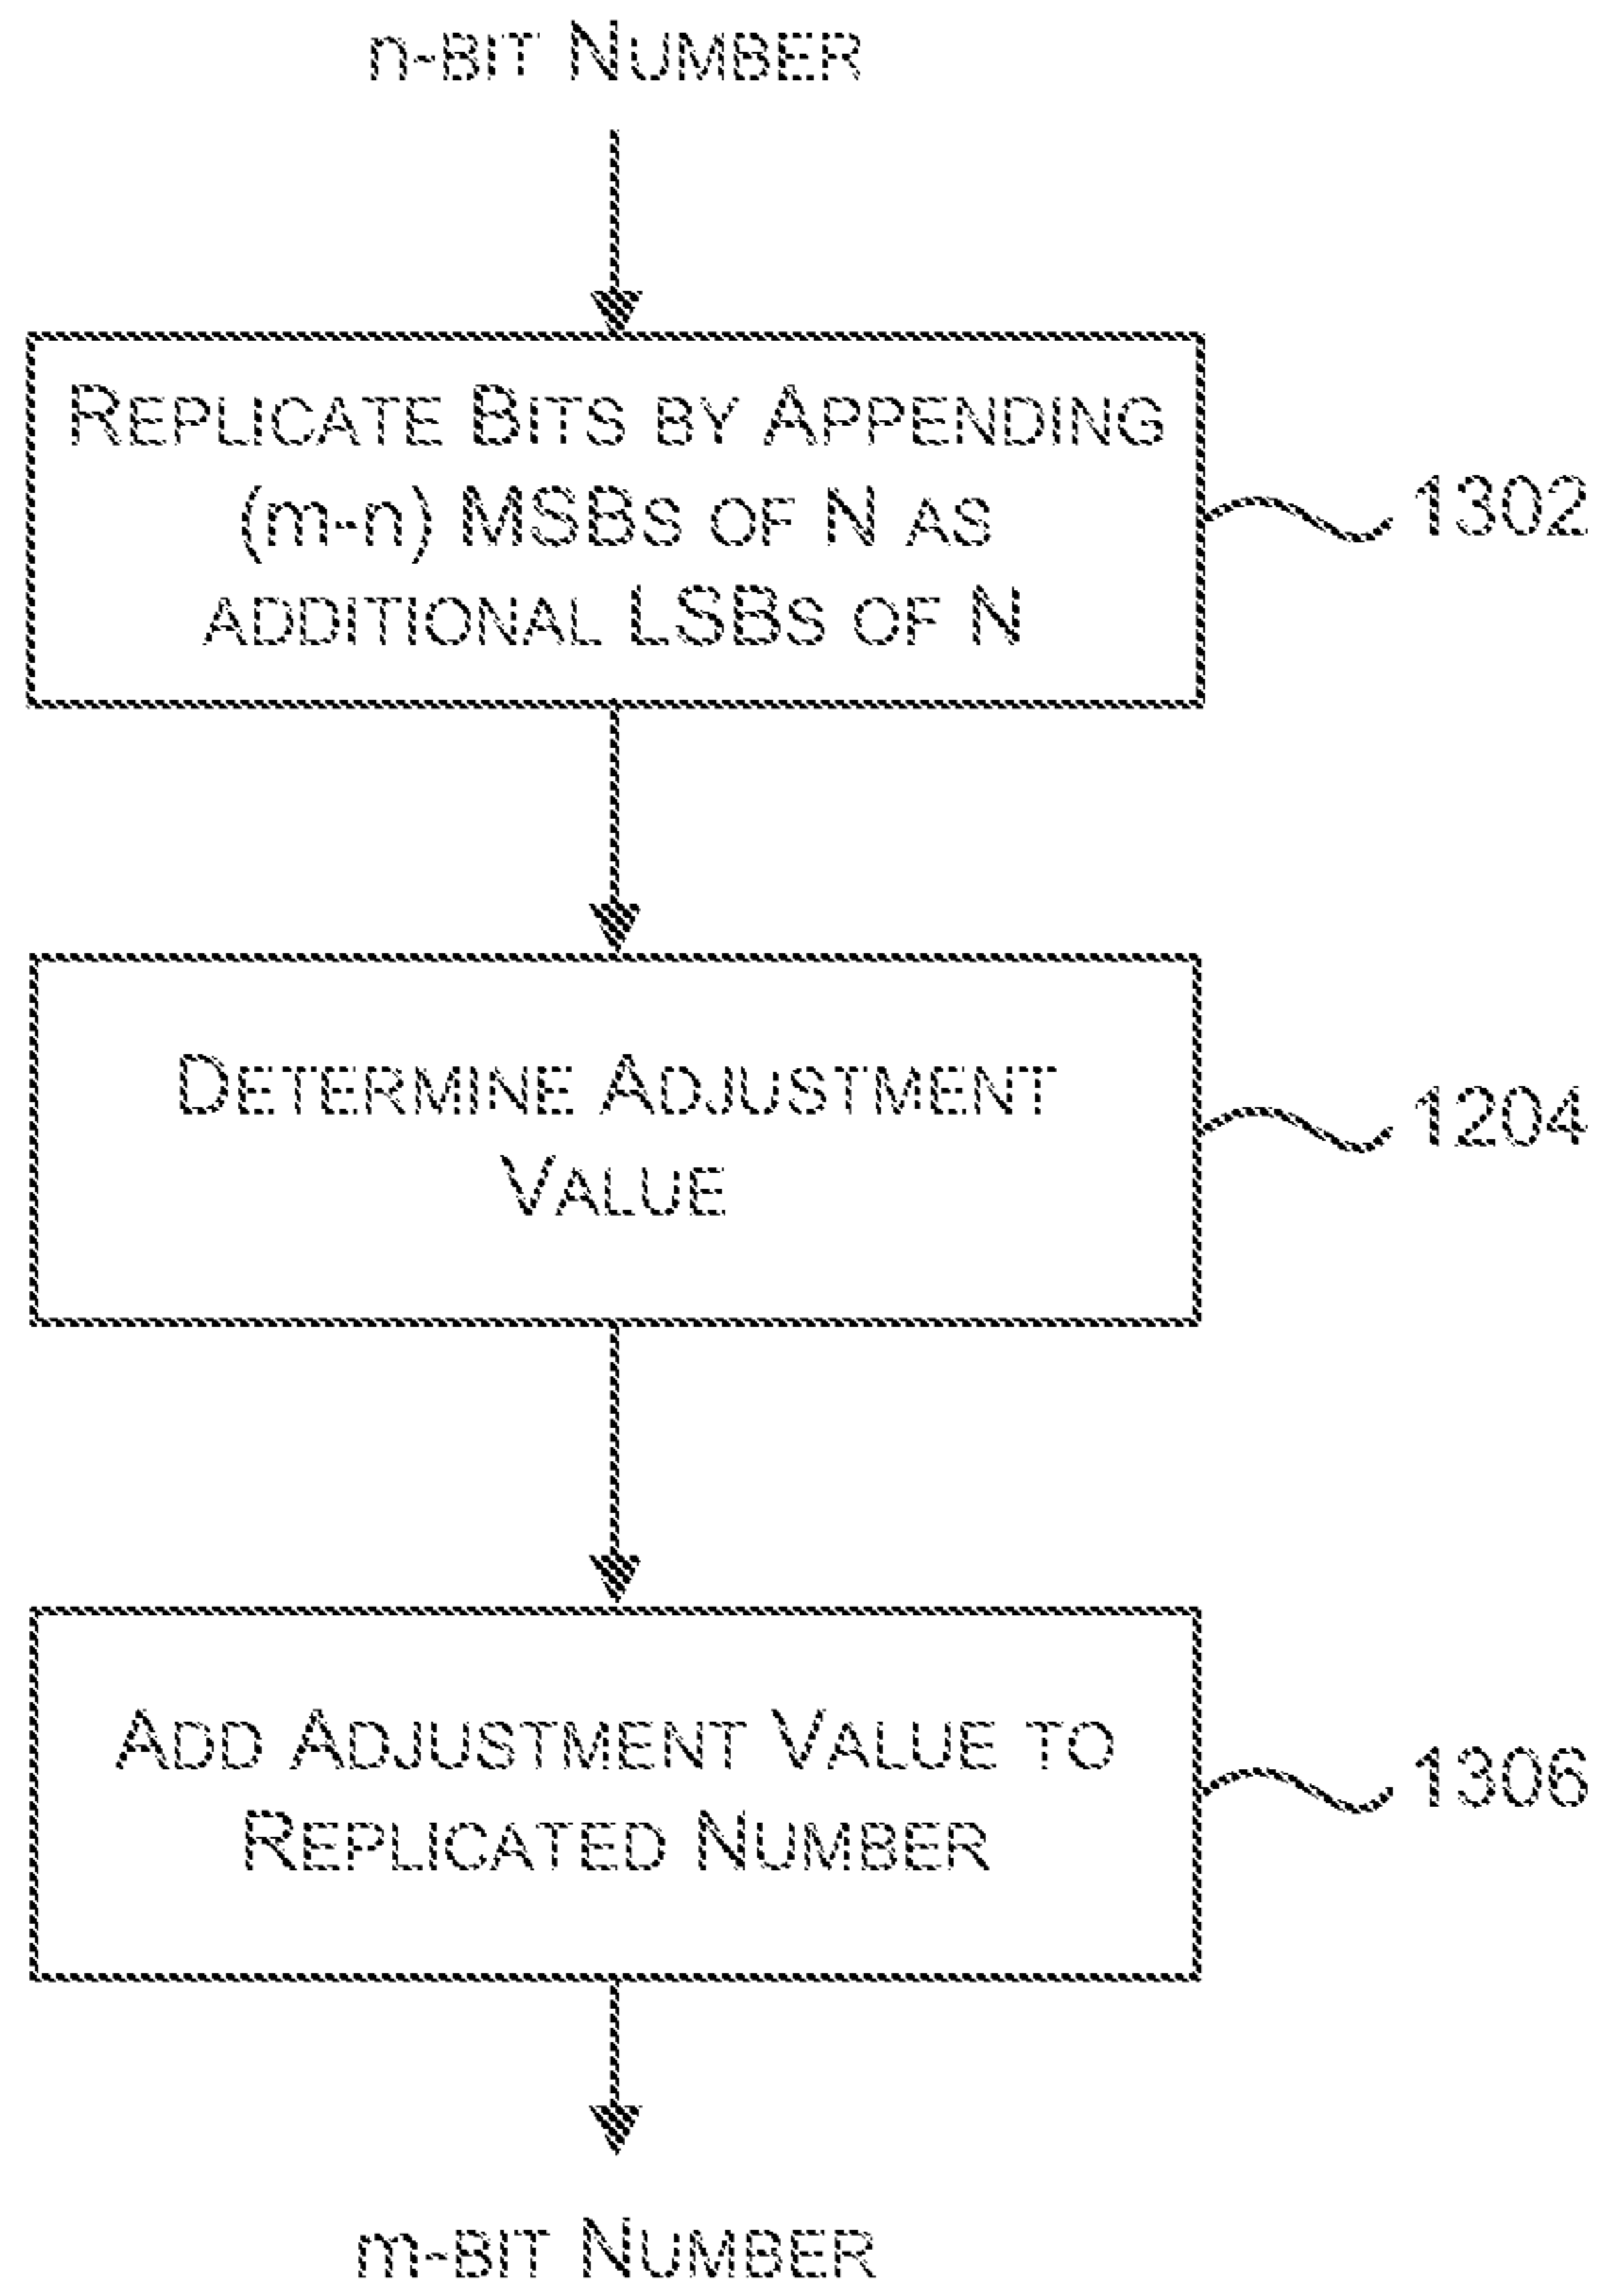 n-BIT NUMBER
REPLICATE BITS BY APPENDING
(m-n) MSBS OF N AS
ADDITIONAL LSBS OF N
1302
DETERMINE ADJUSTMENT
VALUE
1204
ADD ADJUSTMENT VALUE TO
REPLICATED NUMBER
1306
m-BIT NUMBER